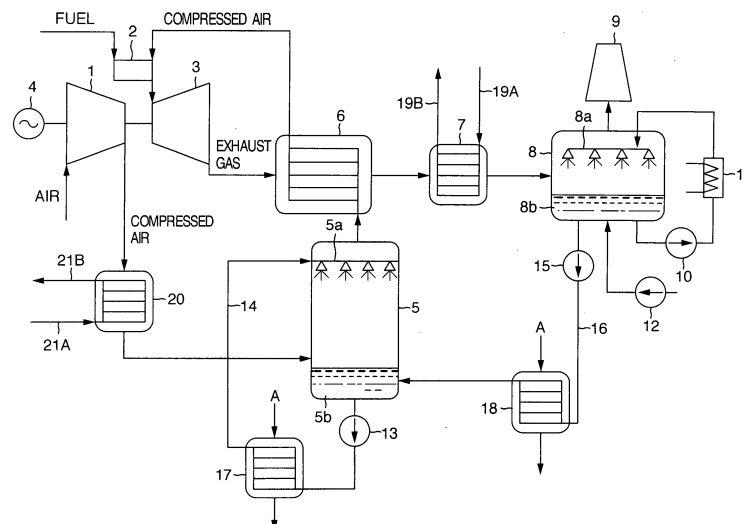 FUEL
2
COMPRESSED AIR
9
1
3
4
19B
19A
8a
6
7
8
EXHAUST
GAS
1
8b
AIR
COMPRESSED
AIR
5a
15
10
21B
14
5
12
20
16
21A
A
5b
A
18
13
17